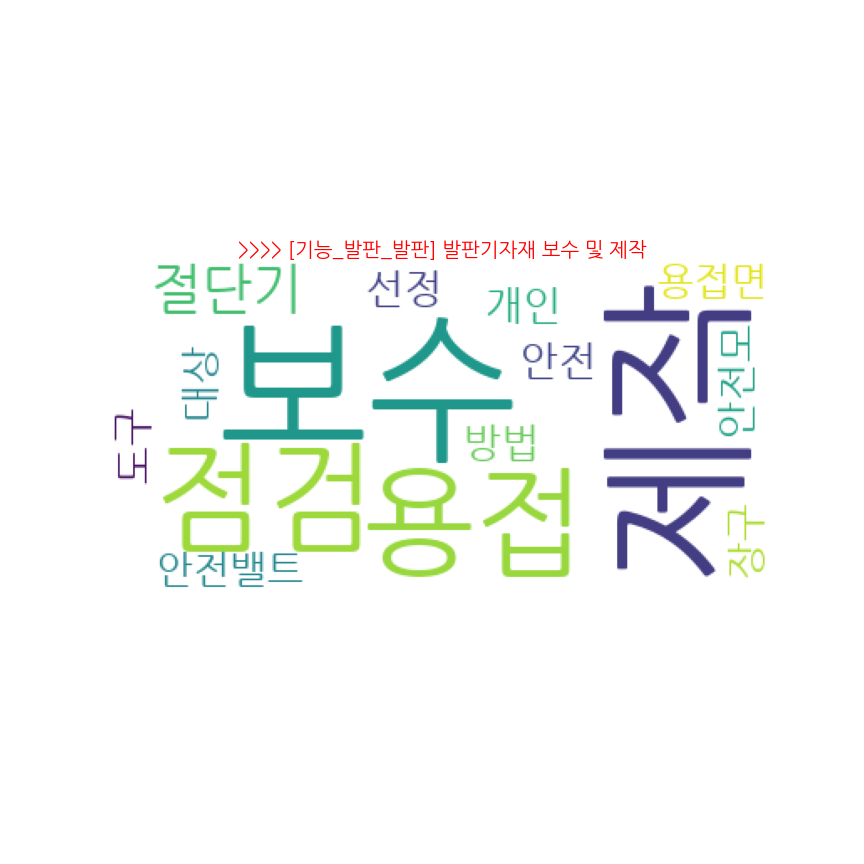 >>>> [기능_발판_발판] 발판기자재 보수 및 제작
절단기
선정
개인
용접면
보수
제작
안전
안전모
대상
도구
방법
점검
용접
장구
안전밸트